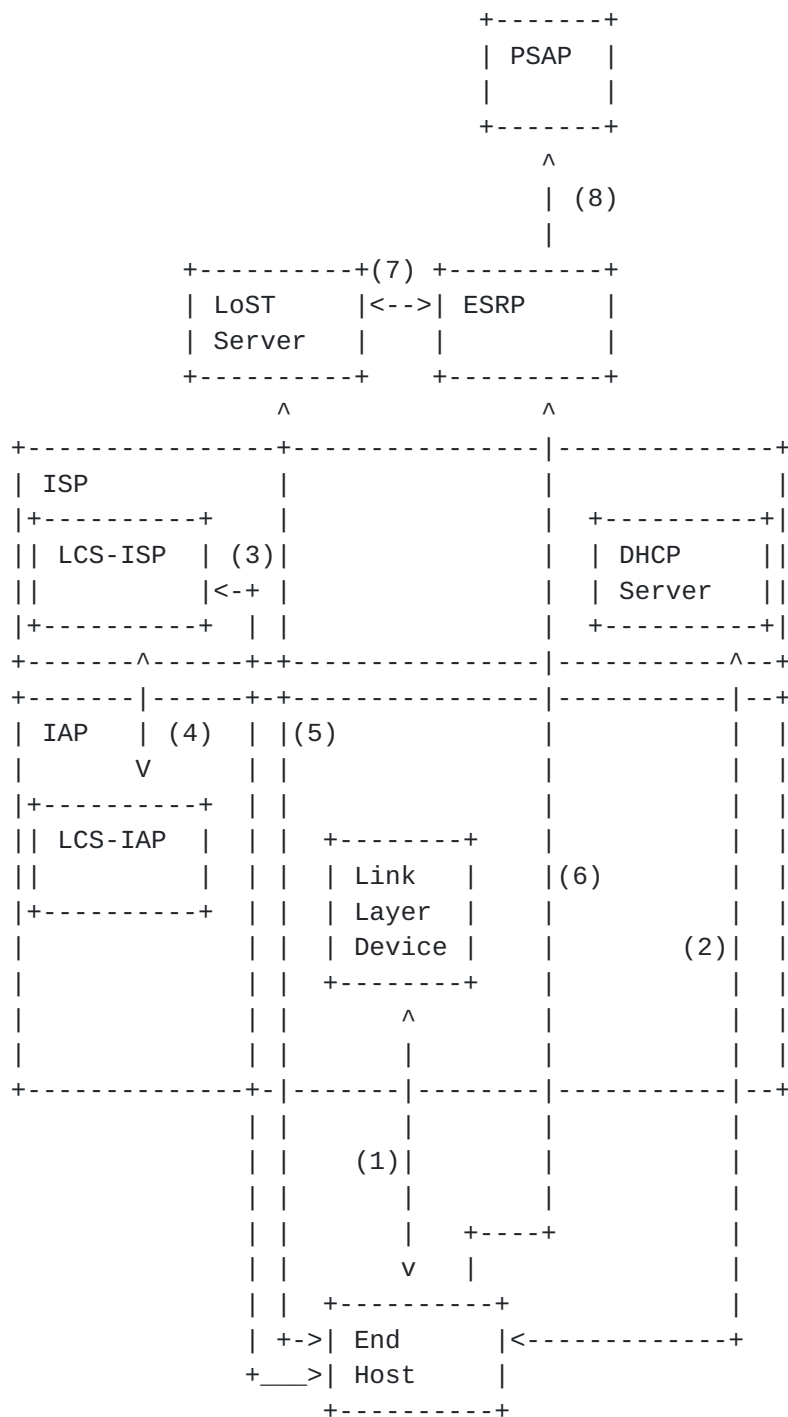 +-------+
                              | PSAP  |
                              |       |
                              +-------+
                                  ^
                                  | (8)
                                  |
           +----------+(7) +----------+
           | LoST     |<-->| ESRP     |
           | Server   |    |          |
           +----------+    +----------+
                 ^                ^
+----------------+----------------|--------------+
| ISP            |                |              |
|+----------+    |                |  +----------+|
|| LCS-ISP  | (3)|                |  | DHCP     ||
||          |<-+ |                |  | Server   ||
|+----------+  | |                |  +----------+|
+-------^------+-+----------------|-----------^--+
+-------|------+-+----------------|-----------|--+
| IAP   | (4)  | |(5)             |           |  |
|       V      | |                |           |  |
|+----------+  | |                |           |  |
|| LCS-IAP  |  | |  +--------+    |           |  |
||          |  | |  | Link   |    |(6)        |  |
|+----------+  | |  | Layer  |    |           |  |
|              | |  | Device |    |        (2)|  |
|              | |  +--------+    |           |  |
|              | |       ^        |           |  |
|              | |       |        |           |  |
+--------------+-|-------|--------|-----------|--+
               | |       |        |           |
               | |    (1)|        |           |
               | |       |        |           |
               | |       |   +----+           |
               | |       v   |                |
               | |  +----------+              |
               | +->| End      |<-------------+
               +___>| Host     |
                    +----------+